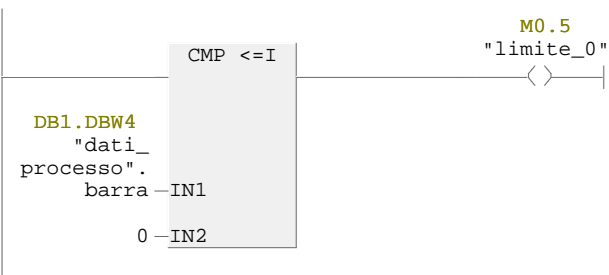 M0.5
"limite_0"
CMP <=I
DB1.DBW4
"dati_
processo".
barra
IN1
0
IN2